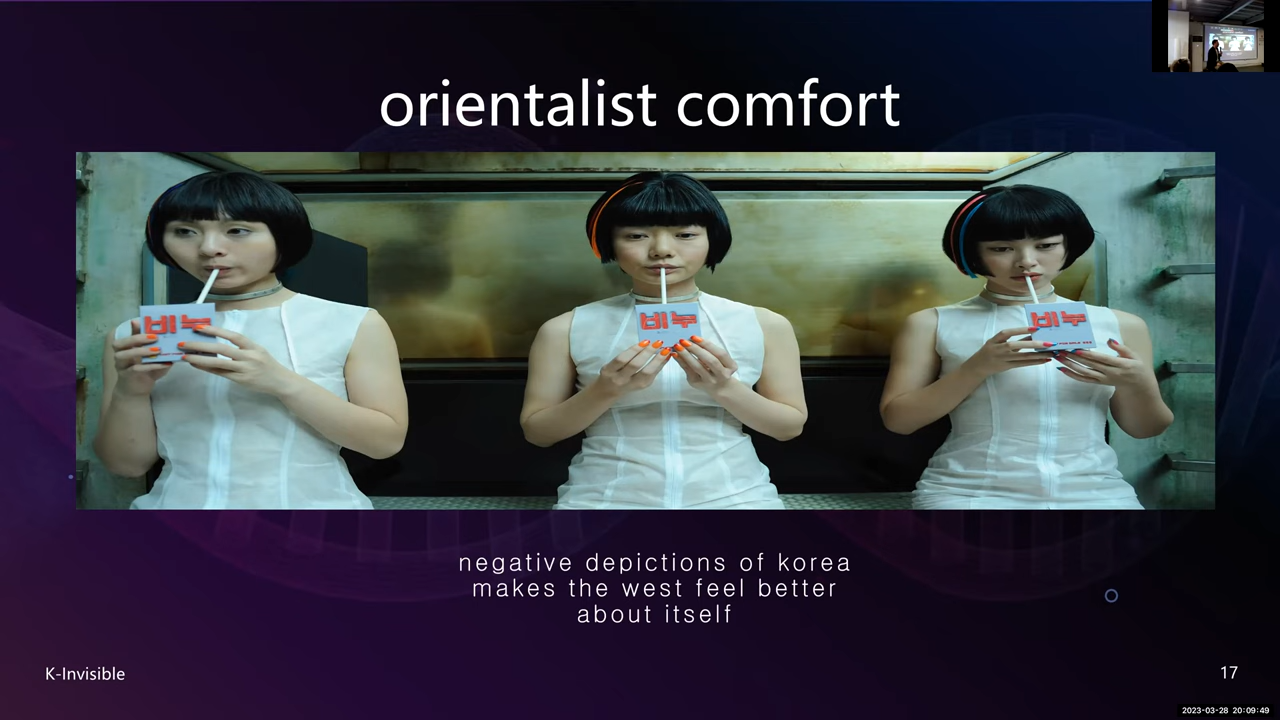 orientalist comfort
비누
비누
비누
negative depictions of korea
makes the west feel better
about itself
K-Invisible
17
2023-03-28 20:09:49